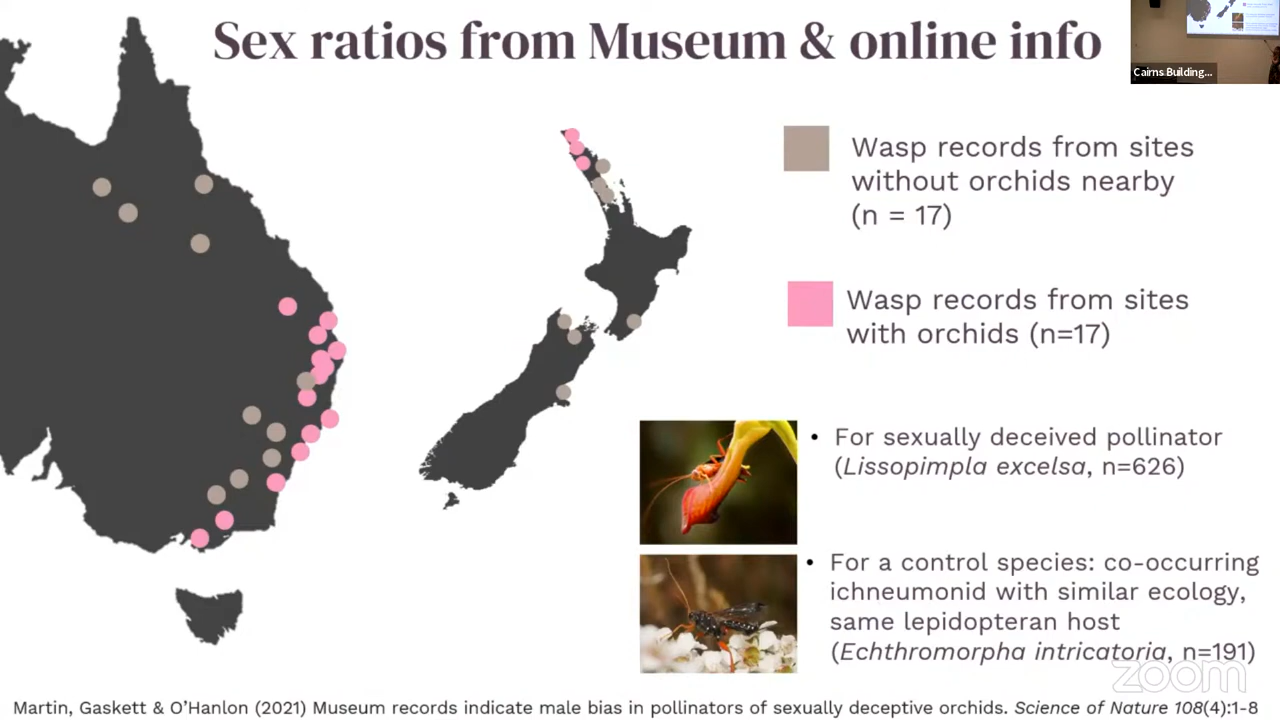 Sex ratios from Museum & online info
Cairns Building...
Wasp records from sites
without orchids nearby
(n = 17)
Wasp records from sites
with orchids (n=17)
• For sexually deceived pollinator
(Lissopimpla excelsa, n=626)
• For a control species: co-occurring
ichneumonid with similar ecology,
same lepidopteran host
(Echthromorpha intricatoria, n=191)
zoom
Martin, Gaskett & O’Hanlon (2021) Museum records indicate male bias in pollinators of sexually deceptive orchids. Science of Nature 108(4):1-8